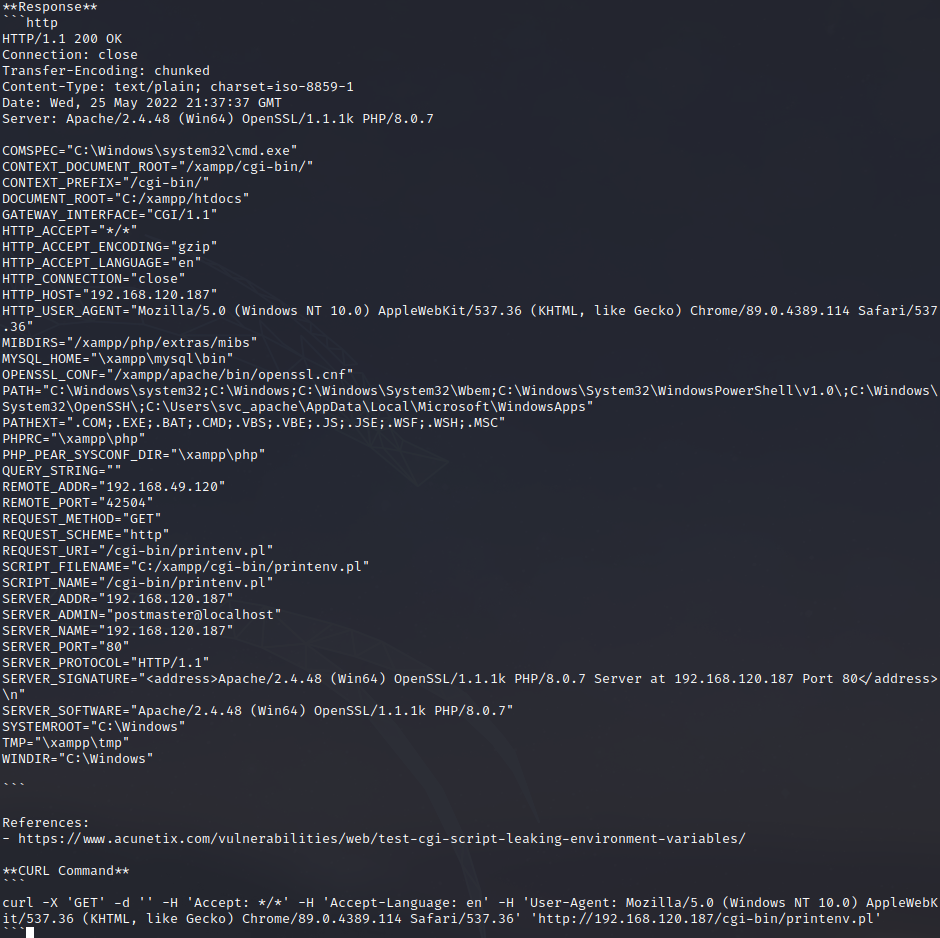 **Response**
```http
HTTP/1.1 200 OK
Connection: close
Transfer-Encoding: chunked
Content-Type: text/plain; charset=iso-8859-1
Date: Wed, 25 May 2022 21:37:37 GMT
Server: Apache/2.4.48 (Win64) OpenSSL/1.1.1k PHP/8.0.7

COMSPEC="C:\Windows\system32\cmd.exe"
CONTEXT_DOCUMENT_ROOT="/xampp/cgi-bin/"
CONTEXT_PREFIX="/cgi-bin/"
DOCUMENT_ROOT="C:/xampp/htdocs"
GATEWAY_INTERFACE="CGI/1.1"
HTTP_ACCEPT="*/*"
HTTP_ACCEPT_ENCODING="gzip"
HTTP_ACCEPT_LANGUAGE="en"
HTTP_CONNECTION="close"
HTTP_HOST="192.168.120.187"
HTTP_USER_AGENT="Mozilla/5.0 (Windows NT 10.0) AppleWebKit/537.36 (KHTML, like Gecko) Chrome/89.0.4389.114 Safari/537
.36"
MIBDIRS="/xampp/php/extras/mibs"
MYSQL_HOME="\xampp\mysql\bin"
OPENSSL_CONF="/xampp/apache/bin/openssl.cnf"
PATH="C:\Windows\system32;C:\Windows;C:\Windows\System32\Wbem;C:\Windows\System32\WindowsPowerShell\v1.0\;C:\Windows\
System32\OpenSSH\;C:\Users\svc_apache\AppData\Local\Microsoft\WindowsApps"
PATHEXT=".COM;.EXE;.BAT;.CMD;.VBS;.VBE;.JS;.JSE;.WSF;.WSH;.MSC"
PHPRC="\xampp\php"
PHP_PEAR_SYSCONF_DIR="\xampp\php"
QUERY_STRING=""
REMOTE_ADDR="192.168.49.120"
REMOTE_PORT="42504"
REQUEST_METHOD="GET"
REQUEST_SCHEME="http"
REQUEST_URI="/cgi-bin/printenv.pl"
SCRIPT_FILENAME="C:/xampp/cgi-bin/printenv.pl"
SCRIPT_NAME="/cgi-bin/printenv.pl"
SERVER_ADDR="192.168.120.187"
SERVER_ADMIN="postmaster@localhost"
SERVER_NAME="192.168.120.187"
SERVER_PORT="80"
SERVER_PROTOCOL="HTTP/1.1"
SERVER_SIGNATURE="<address>Apache/2.4.48 (Win64) OpenSSL/1.1.1k PHP/8.0.7 Server at 192.168.120.187 Port 80</address>
\n"
SERVER_SOFTWARE="Apache/2.4.48 (Win64) OpenSSL/1.1.1k PHP/8.0.7"
SYSTEMROOT="C:\Windows"
TMP="\xampp\tmp"
WINDIR="C:\Windows"

```

References:
- https://www.acunetix.com/vulnerabilities/web/test-cgi-script-leaking-environment-variables/

**CURL Command**
```
curl -X 'GET' -d '' -H 'Accept: */*' -H 'Accept-Language: en' -H 'User-Agent: Mozilla/5.0 (Windows NT 10.0) AppleWebK
it/537.36 (KHTML, like Gecko) Chrome/89.0.4389.114 Safari/537.36' 'http://192.168.120.187/cgi-bin/printenv.pl'
```